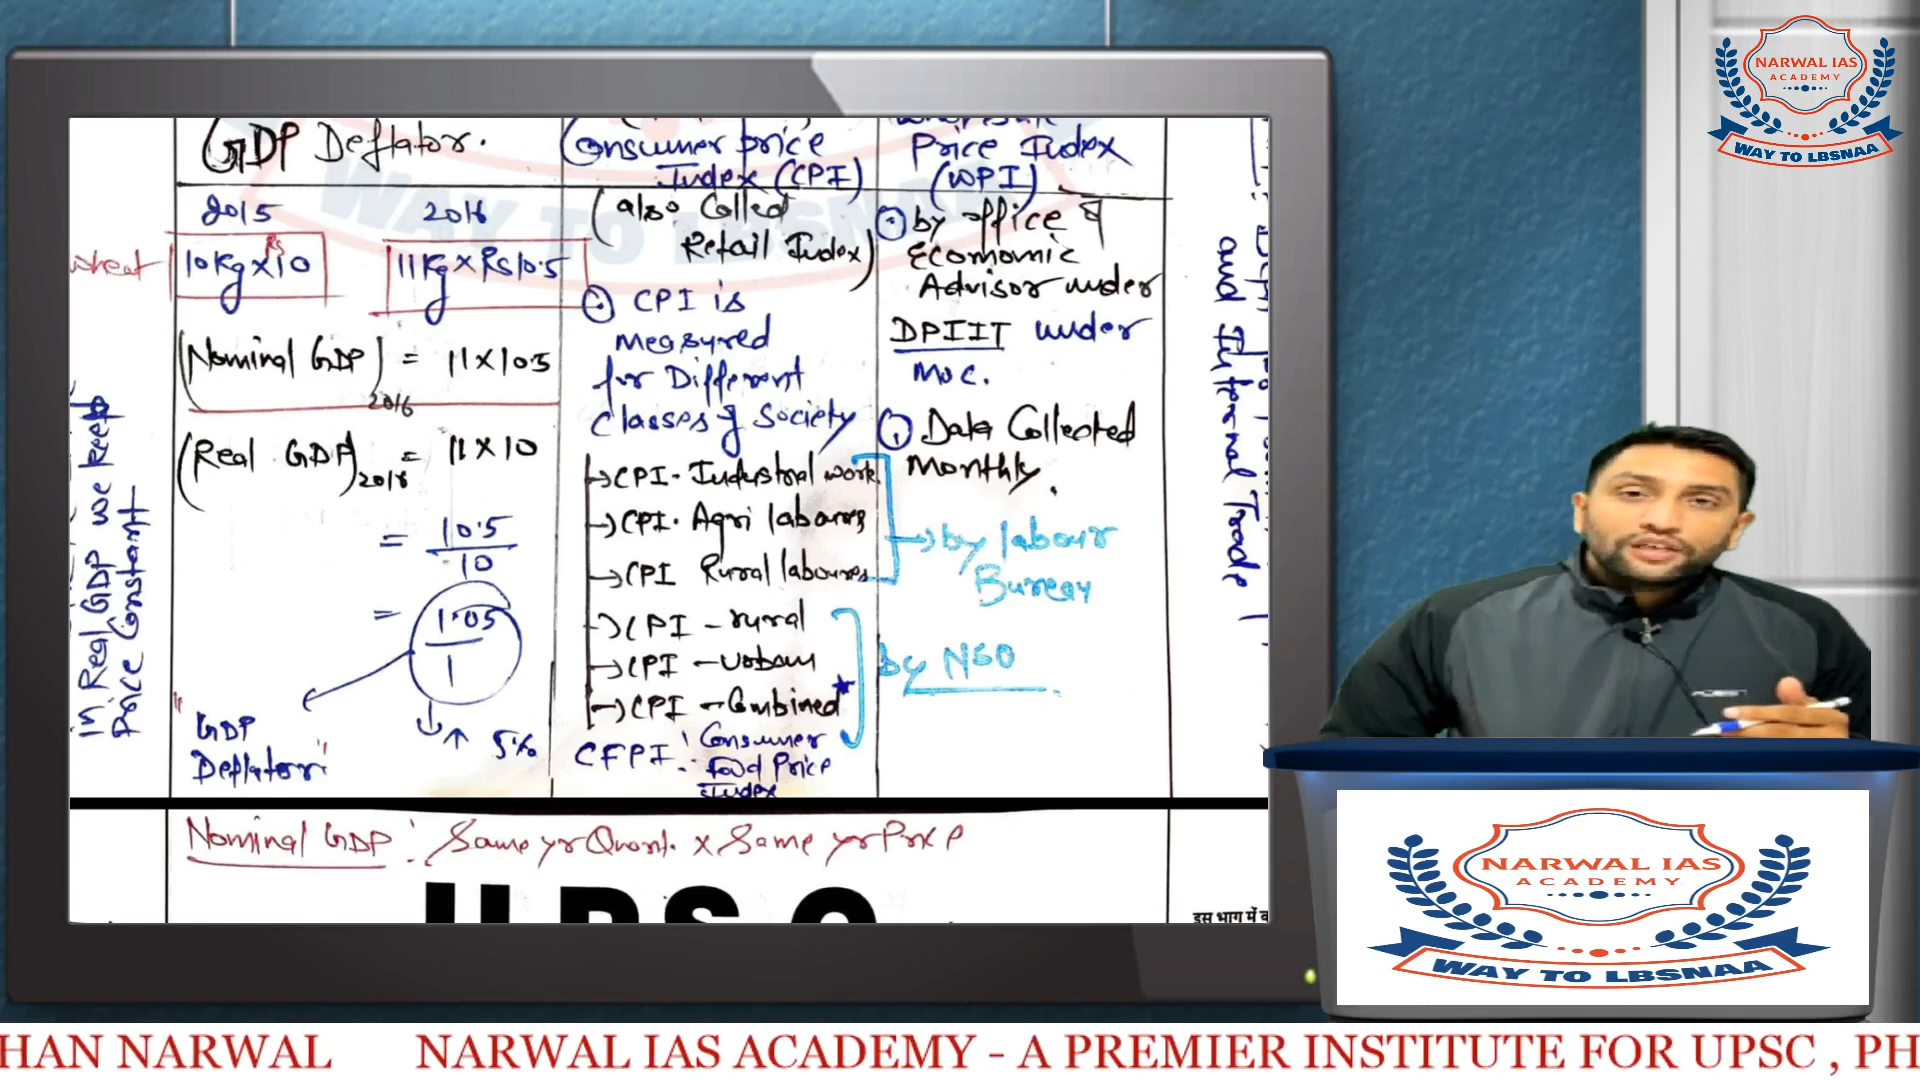 NARWAL IAS
ACADEMY
WAY TO LBSNAA
GDP Deflator.
2015 2016
wheat
10Kg × Rs 10
11Kg × Rs 10.5
(Nominal GDP)2016 = 11 × 10.5
(Real GDP)2016 = 11 × 10
= 10.5
10
= 1.05
1
↓ ↑ 5%
"GDP
Deflator"
in Real GDP we keep
Price Constant
Consumer price
Index (CPI)
(also Called
Retail Index)
CPI is
measured
for Different
Classes of Society
→ CPI - Industrial work
→ CPI - Agri labourers
→ CPI Rural labourers
→ CPI - rural
→ CPI - Urban
→ CPI - Combined
CFPI : Consumer
food Price
Index
Price Index
(WPI)
by office of
Economic
Advisor under
DPIIT under
MoC.
Data Collected
Monthly.
→ by labour
Bureau
by NSO
and Internal Trade
Nominal GDP : Same yr Quant. × Same yr Price
UPSC
इस भाग में
NARWAL IAS
ACADEMY
WAY TO LBSNAA
HAN NARWAL NARWAL IAS ACADEMY - A PREMIER INSTITUTE FOR UPSC , PH